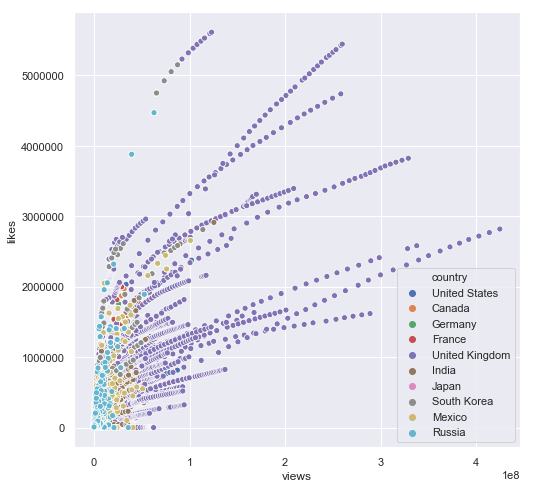 5000000
4000000
3000000
2000000
1000000
0
likes
0
1
2
3
4
1e8
views
country
United States
Canada
Germany
France
United Kingdom
India
Japan
South Korea
Mexico
Russia